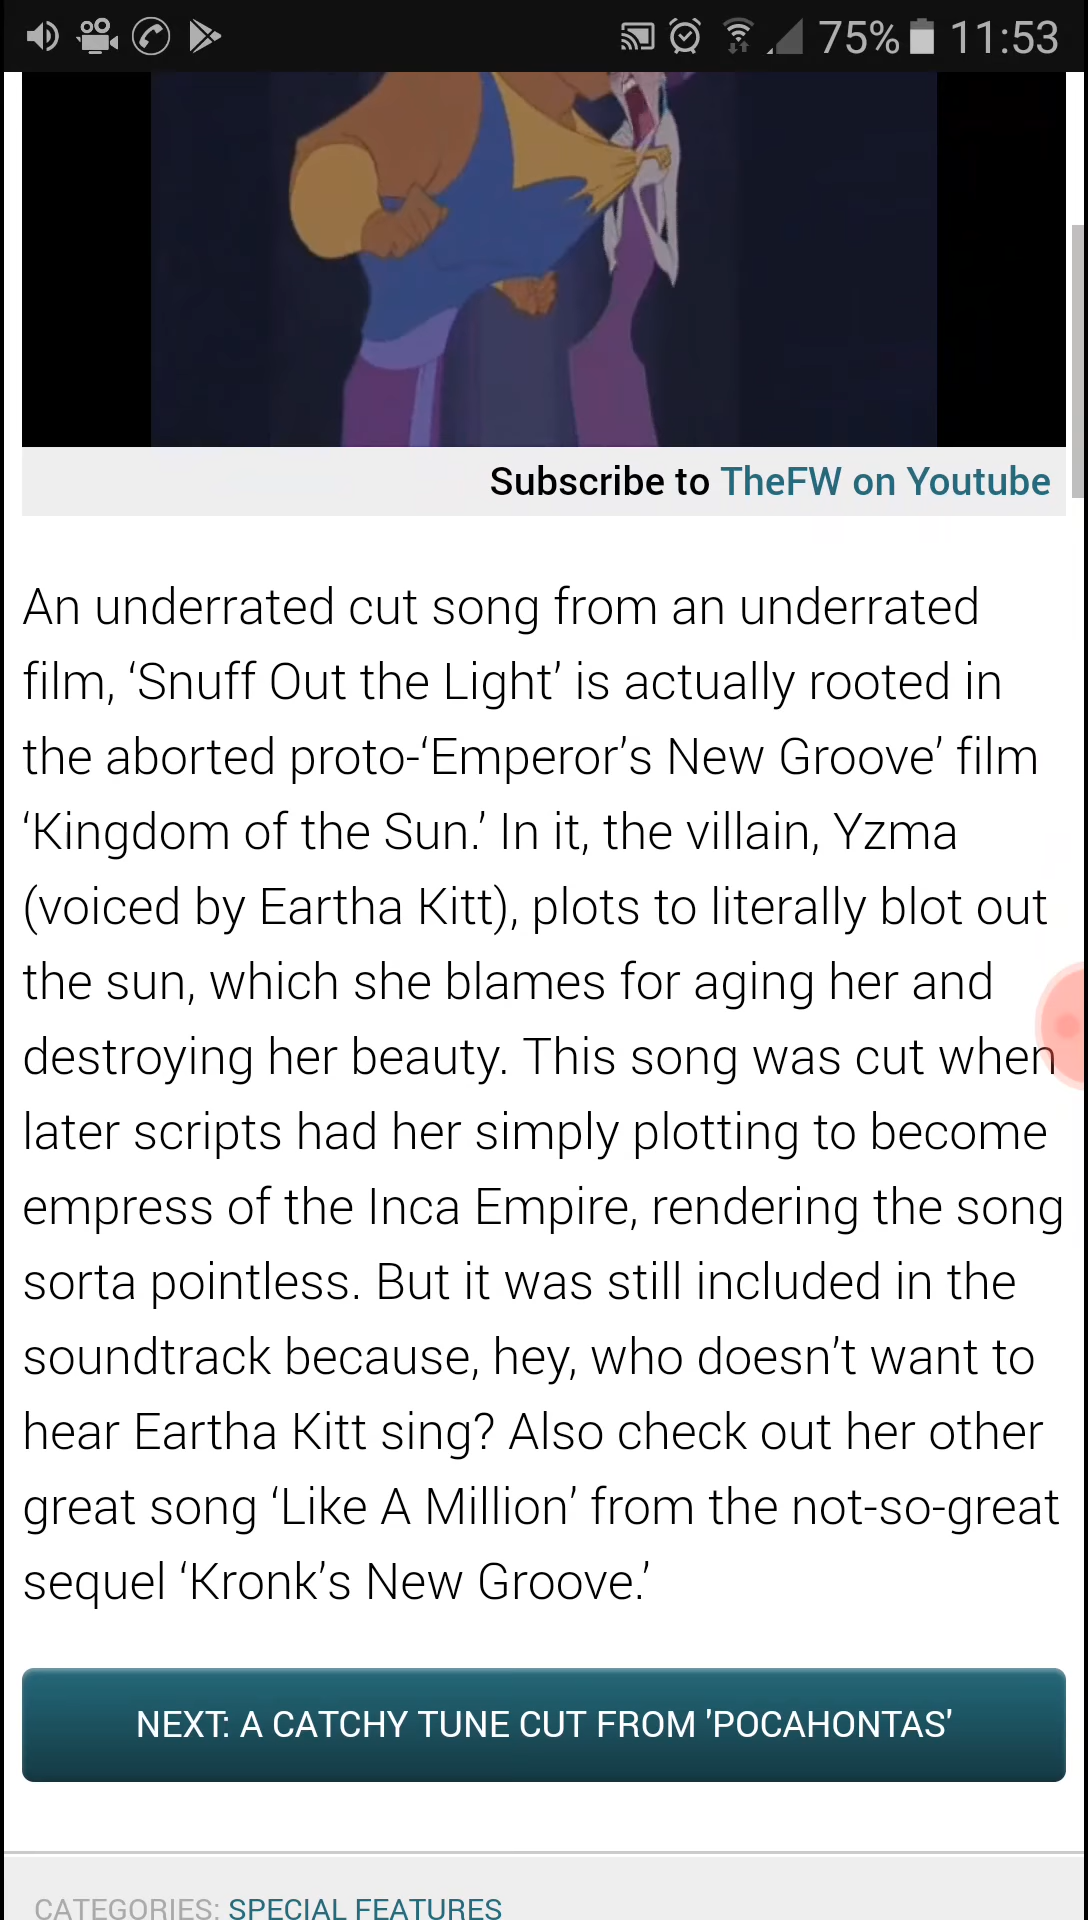 75% 11:53
Subscribe to TheFW on Youtube
An underrated cut song from an underrated
film, ‘Snuff Out the Light’ is actually rooted in
the aborted proto-‘Emperor’s New Groove’ film
‘Kingdom of the Sun.’ In it, the villain, Yzma
(voiced by Eartha Kitt), plots to literally blot out
the sun, which she blames for aging her and
destroying her beauty. This song was cut when
later scripts had her simply plotting to become
empress of the Inca Empire, rendering the song
sorta pointless. But it was still included in the
soundtrack because, hey, who doesn’t want to
hear Eartha Kitt sing? Also check out her other
great song ‘Like A Million’ from the not-so-great
sequel ‘Kronk’s New Groove.’
NEXT: A CATCHY TUNE CUT FROM 'POCAHONTAS'
CATEGORIES: SPECIAL FEATURES